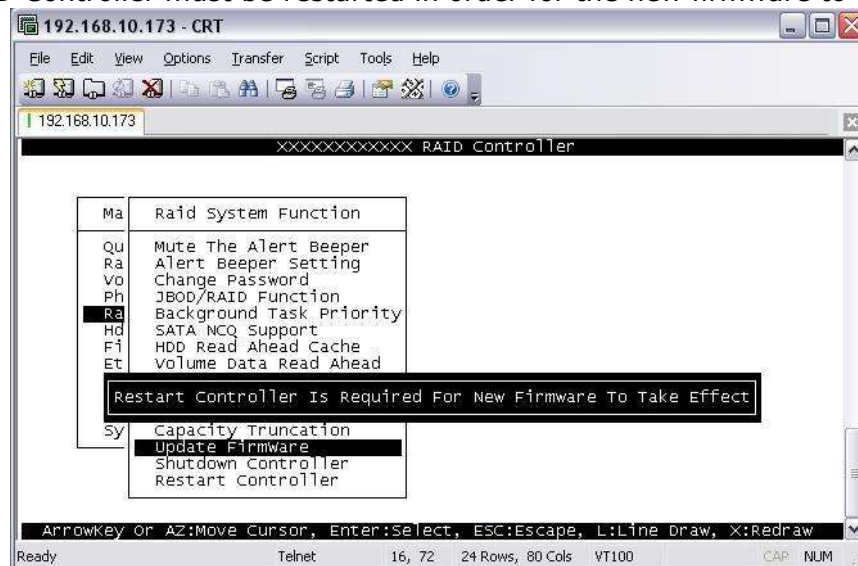 Controller must be restarted in order for the new firmware to
192.168.10.173 - CRT
File Edit View Options Transfer Script Tools Help
192.168.10.173
XXXXXXXXXXXX RAID Controller
Ma
Raid System Function
Qu
Mute The Alert Beeper
Ra
Alert Beeper Setting
Vo
Change Password
Ph
JBOD/RAID Function
Ra
Background Task Priority
Hd
SATA NCQ Support
Fi
HDD Read Ahead Cache
Et
Volume Data Read Ahead
Restart Controller Is Required For New Firmware To Take Effect
Sy
Capacity Truncation
Update Firmware
Shutdown Controller
Restart Controller
ArrowKey Or AZ:Move Cursor, Enter:Select, ESC:Escape, L:Line Draw, X:Redraw
Ready Telnet 16, 72 24 Rows, 80 Cols VT100 CAP NUM